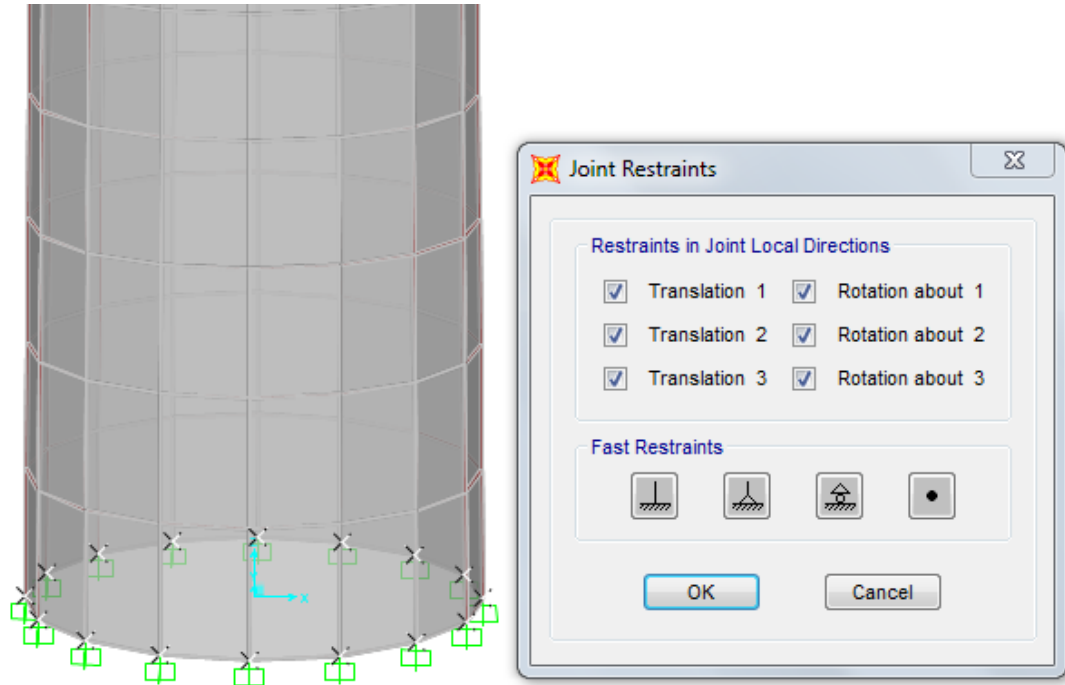 Joint Restraints
Restraints in Joint Local Directions
Translation 1 Rotation about 1
Translation 2 Rotation about 2
Translation 3 Rotation about 3
Fast Restraints
OK Cancel
X